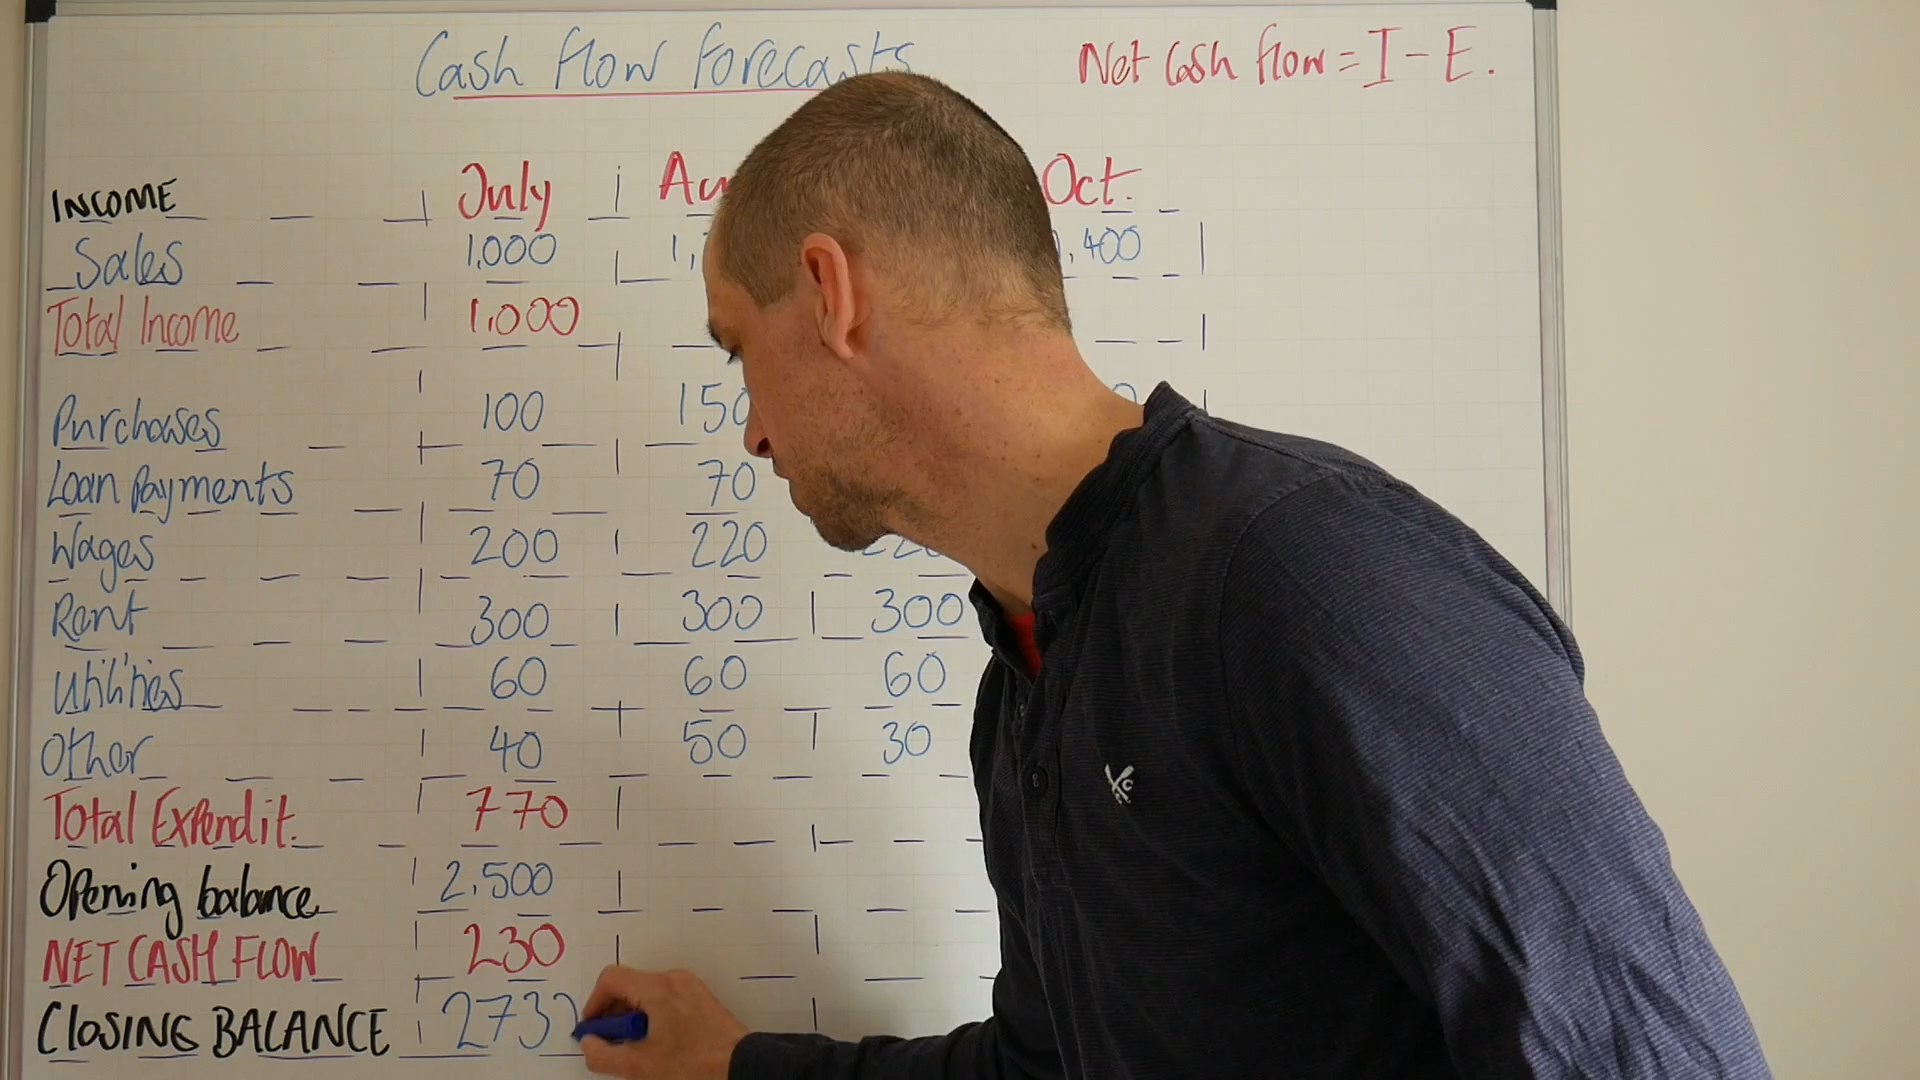 Cash Flow Forecasts
Net Cash flow = I - E.
INCOME July Oct.
Sales 1,000
Total Income 1,000
Purchases 100 150
Loan Payments 70 70
Wages 200 220
Rent 300 300 300
Utilities 60 60 60
Other 40 50 30
Total Expendit. 770
Opening balance 2,500
NET CASH FLOW 230
CLOSING BALANCE 273